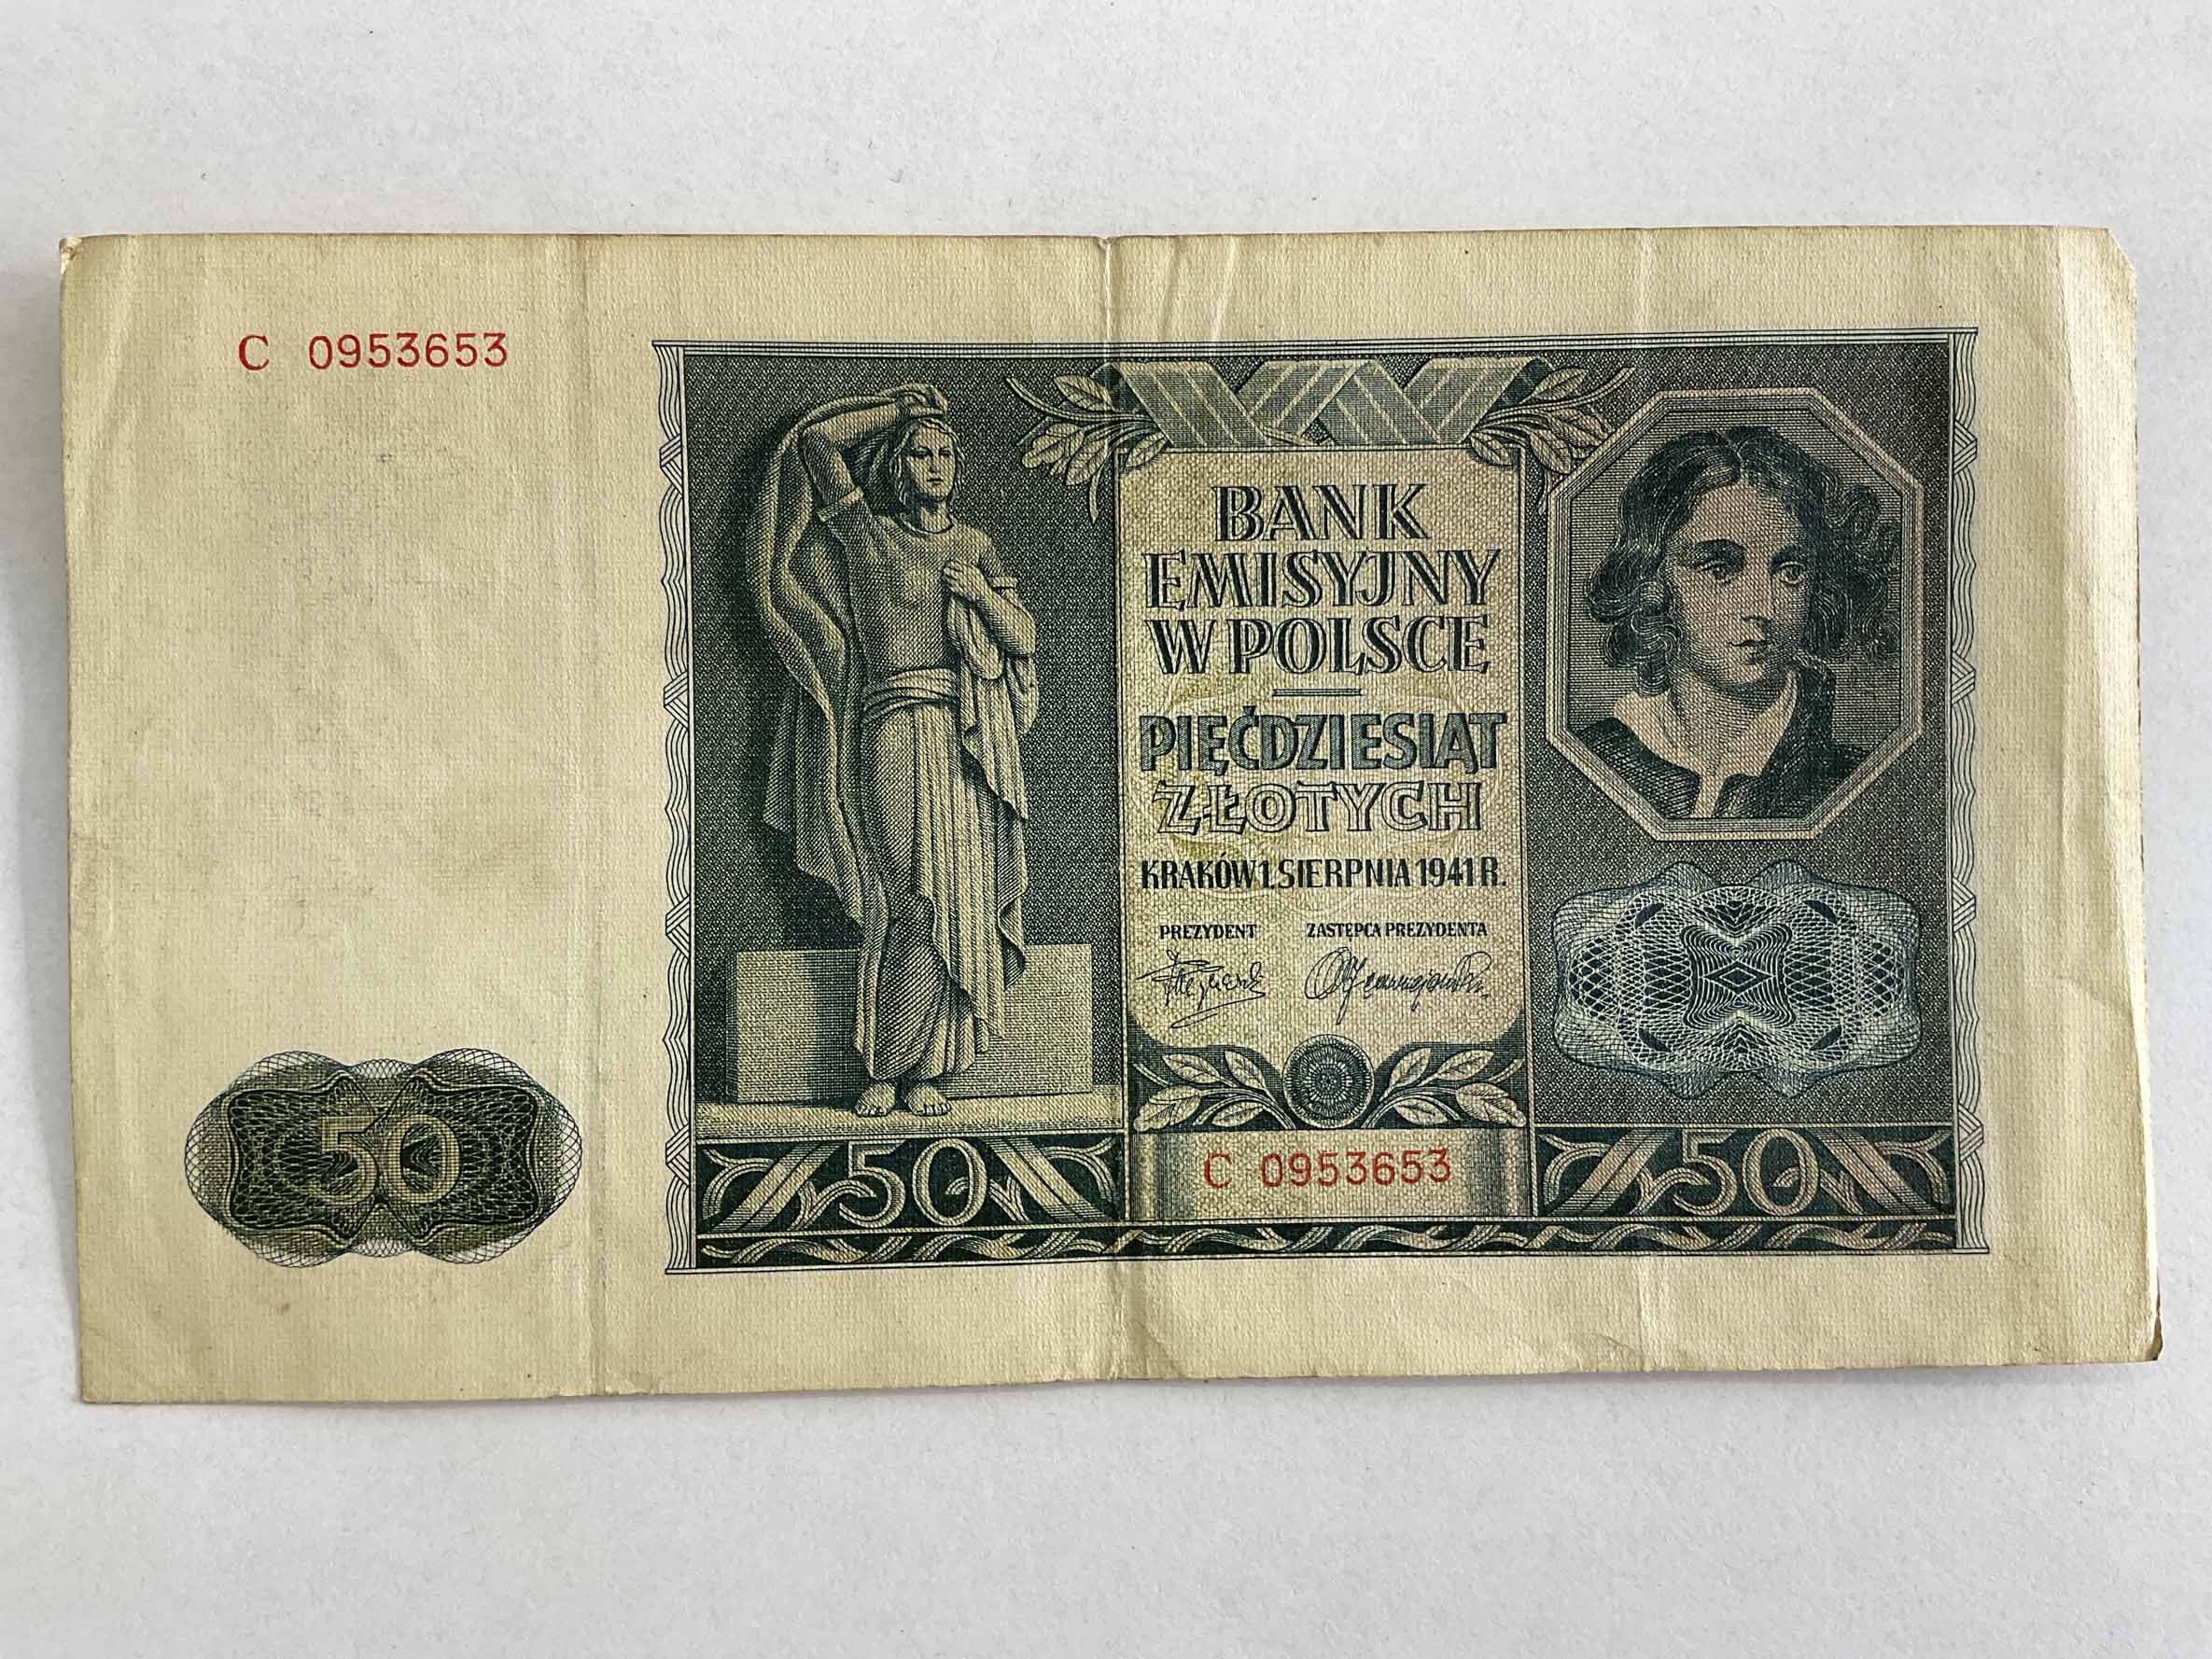 C 0953653
BANK
EMISYJNY
W POLSCE
PIĘĆDZIESIĄT
ZŁOTYCH
KRAKÓW 1. SIERPNIA 1941 R.
PREZYDENT ZASTĘPCA PREZYDENTA
50
50
C 0953653
50